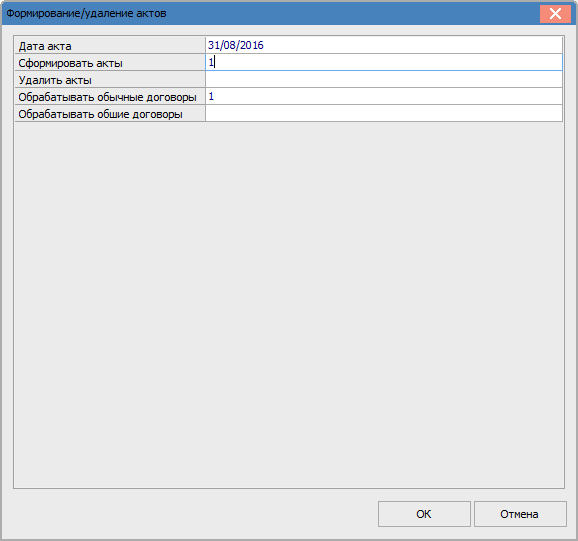 Формирование/удаление актов
Дата акта 31/08/2016
Сформировать акты 1
Удалить акты
Обрабатывать обычные договоры 1
Обрабатывать обшие договоры
OK Отмена